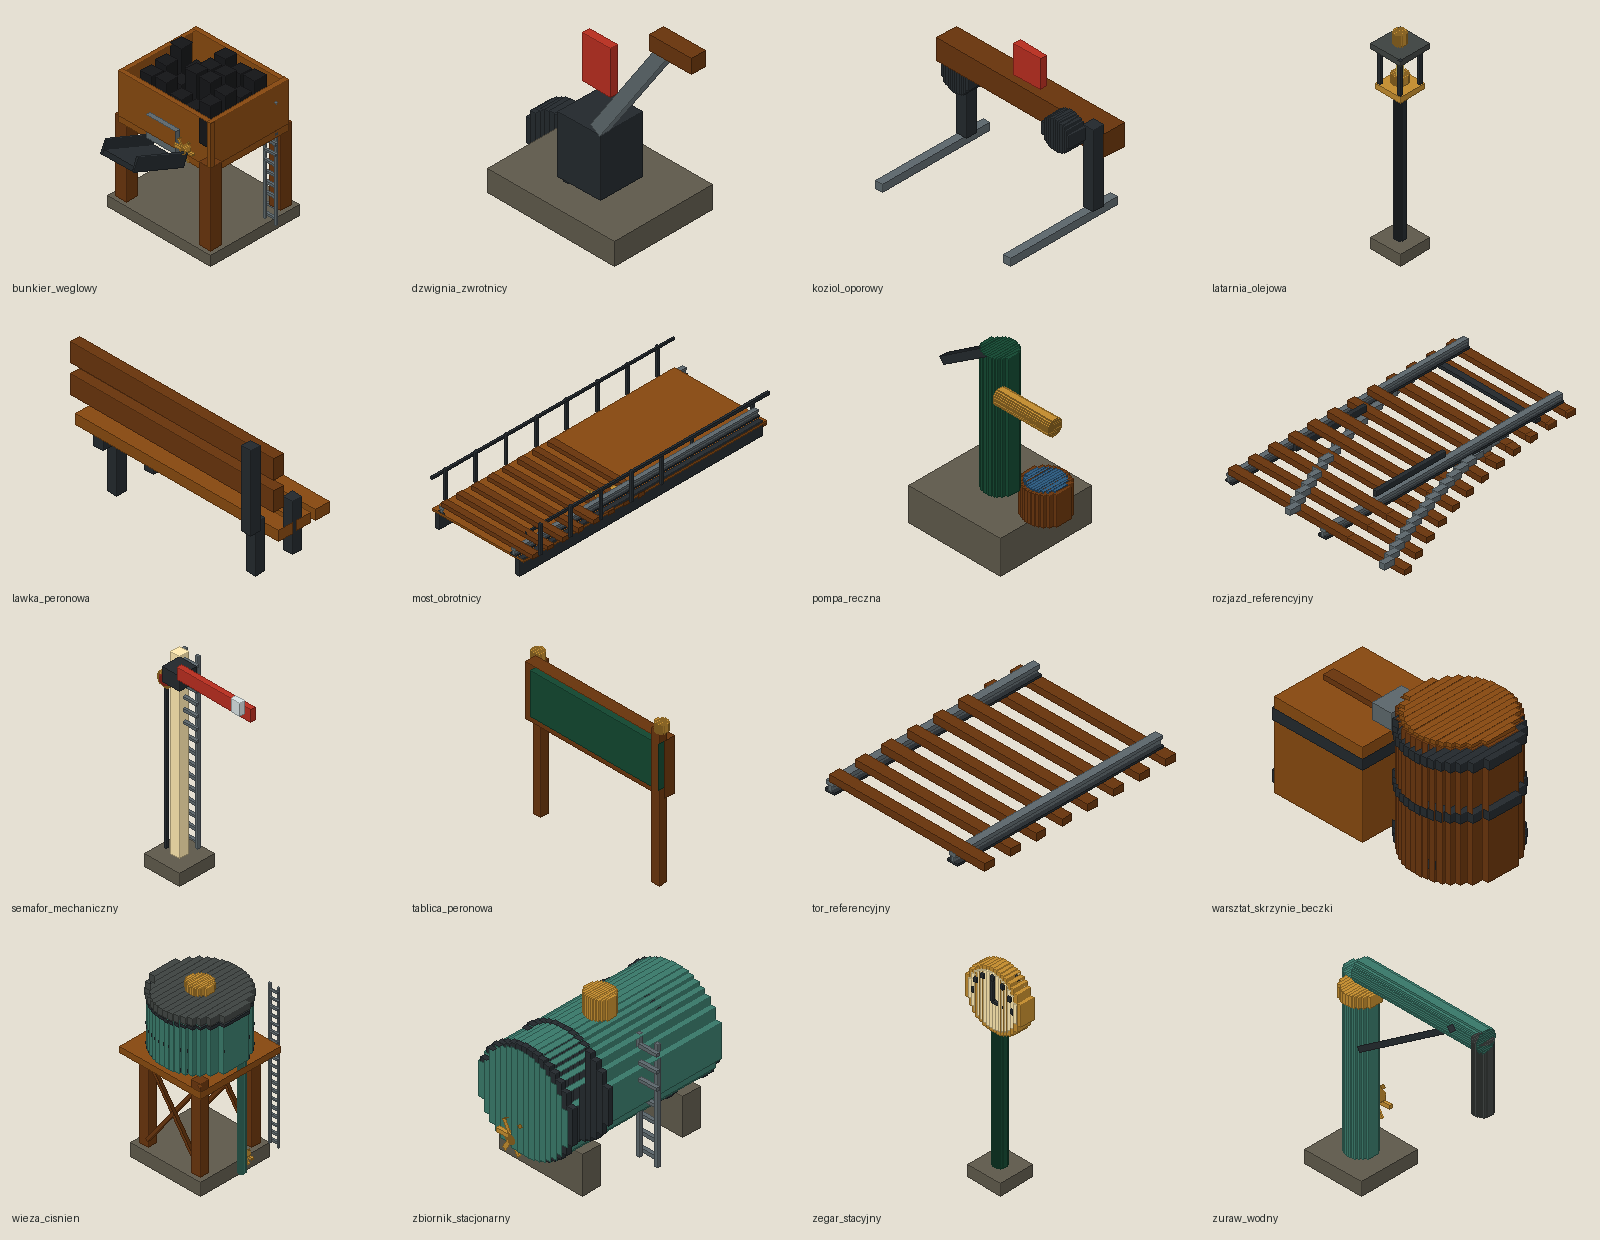 bunkier_weglowy
dzwignia_zwrotnicy
koziol_oporowy
latarnia_olejowa
lawka_peronowa
most_obrotnicy
pompa_reczna
rozjazd_referencyjny
semafor_mechaniczny
tablica_peronowa
tor_referencyjny
warsztat_skrzynie_beczki
wieza_cisnien
zbiornik_stacjonarny
zegar_stacyjny
zuraw_wodny